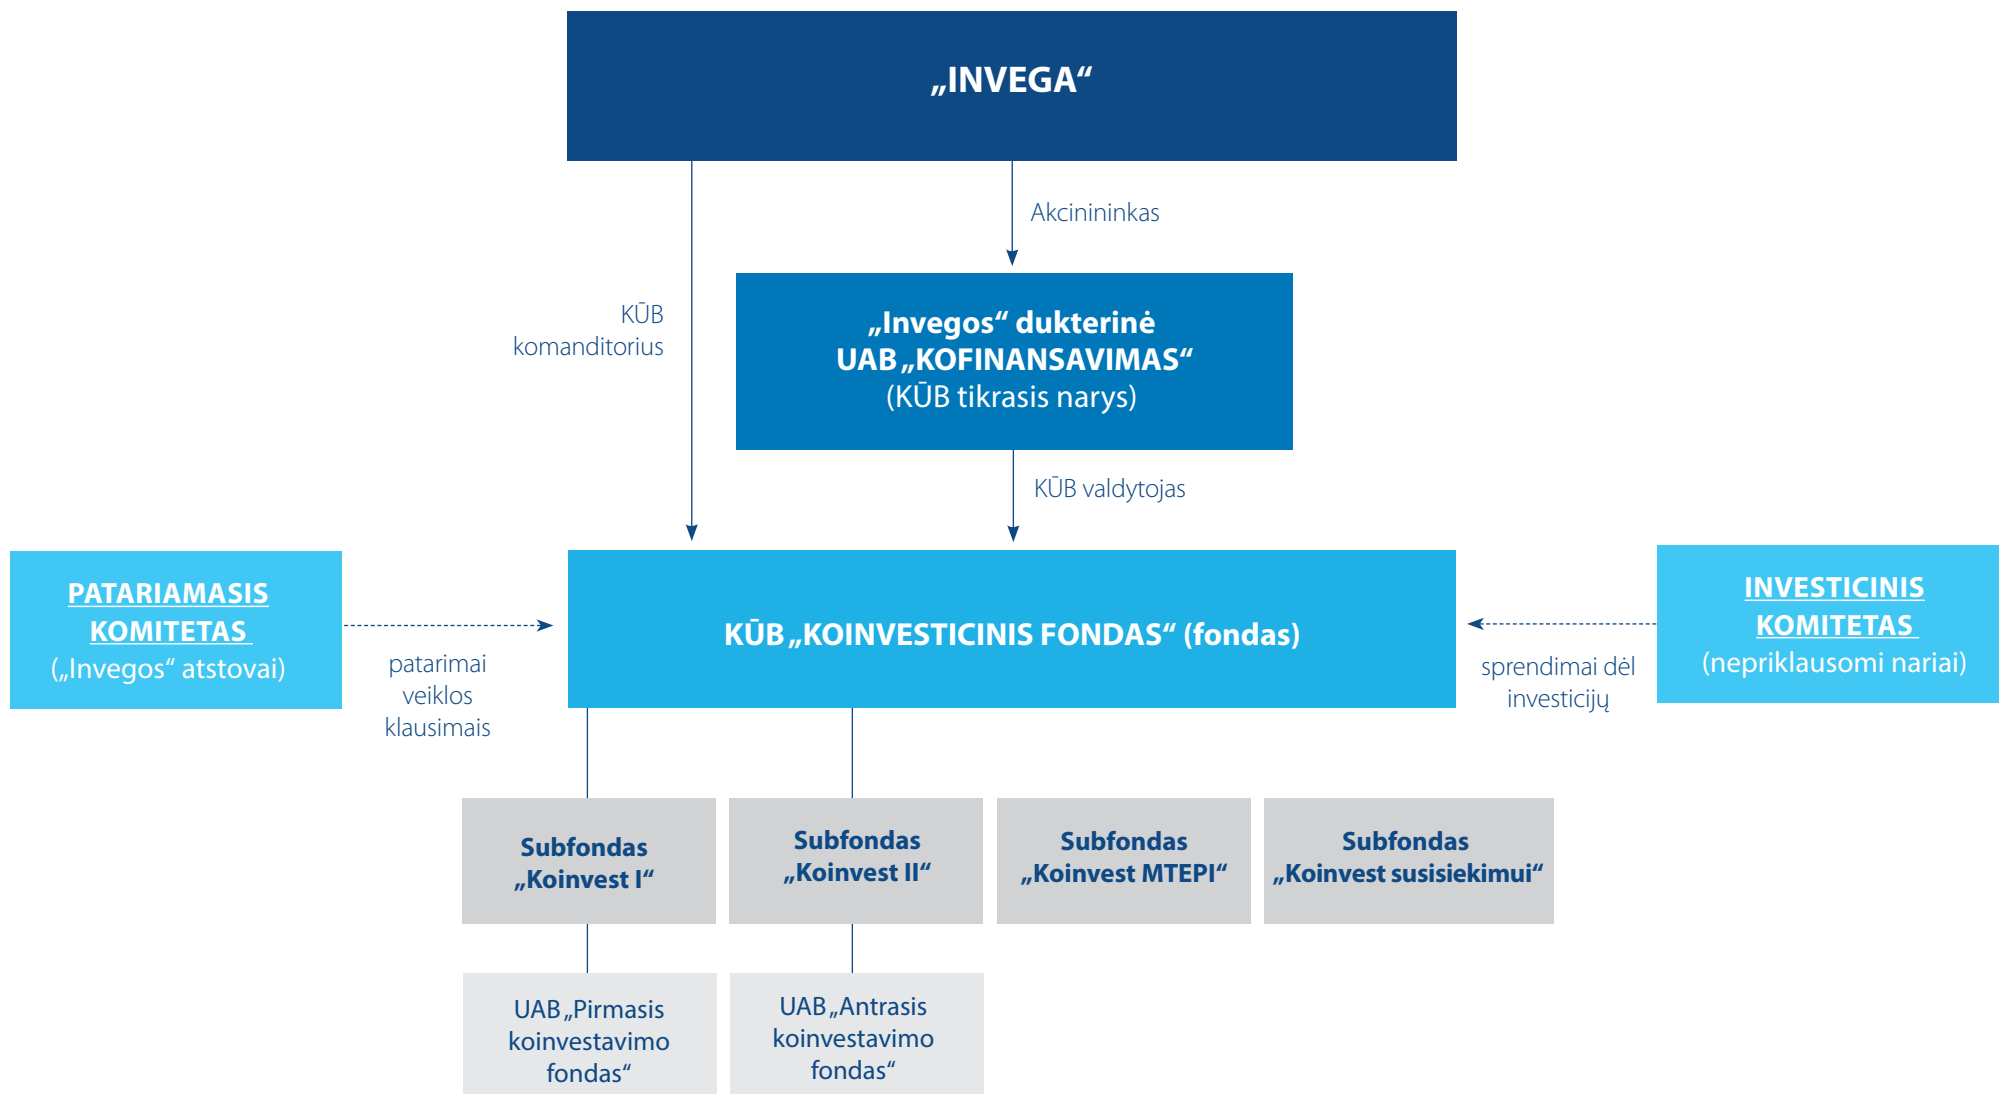 „INVEGA“
Akcinininkas
KŪB
komanditorius
„Invegos“ dukterinė
UAB „KOFINANSAVIMAS“
(KŪB tikrasis narys)
KŪB valdytojas
PATARIAMASIS
KOMITETAS
(„Invegos“ atstovai)
patarimai
veiklos
klausimais
KŪB „KOINVESTICINIS FONDAS“ (fondas)
INVESTICINIS
KOMITETAS
(nepriklausomi nariai)
sprendimai dėl
investicijų
Subfondas
„Koinvest I“
Subfondas
„Koinvest II“
Subfondas
„Koinvest MTEPI“
Subfondas
„Koinvest susisiekimui“
UAB „Pirmasis
koinvestavimo
fondas“
UAB „Antrasis
koinvestavimo
fondas“